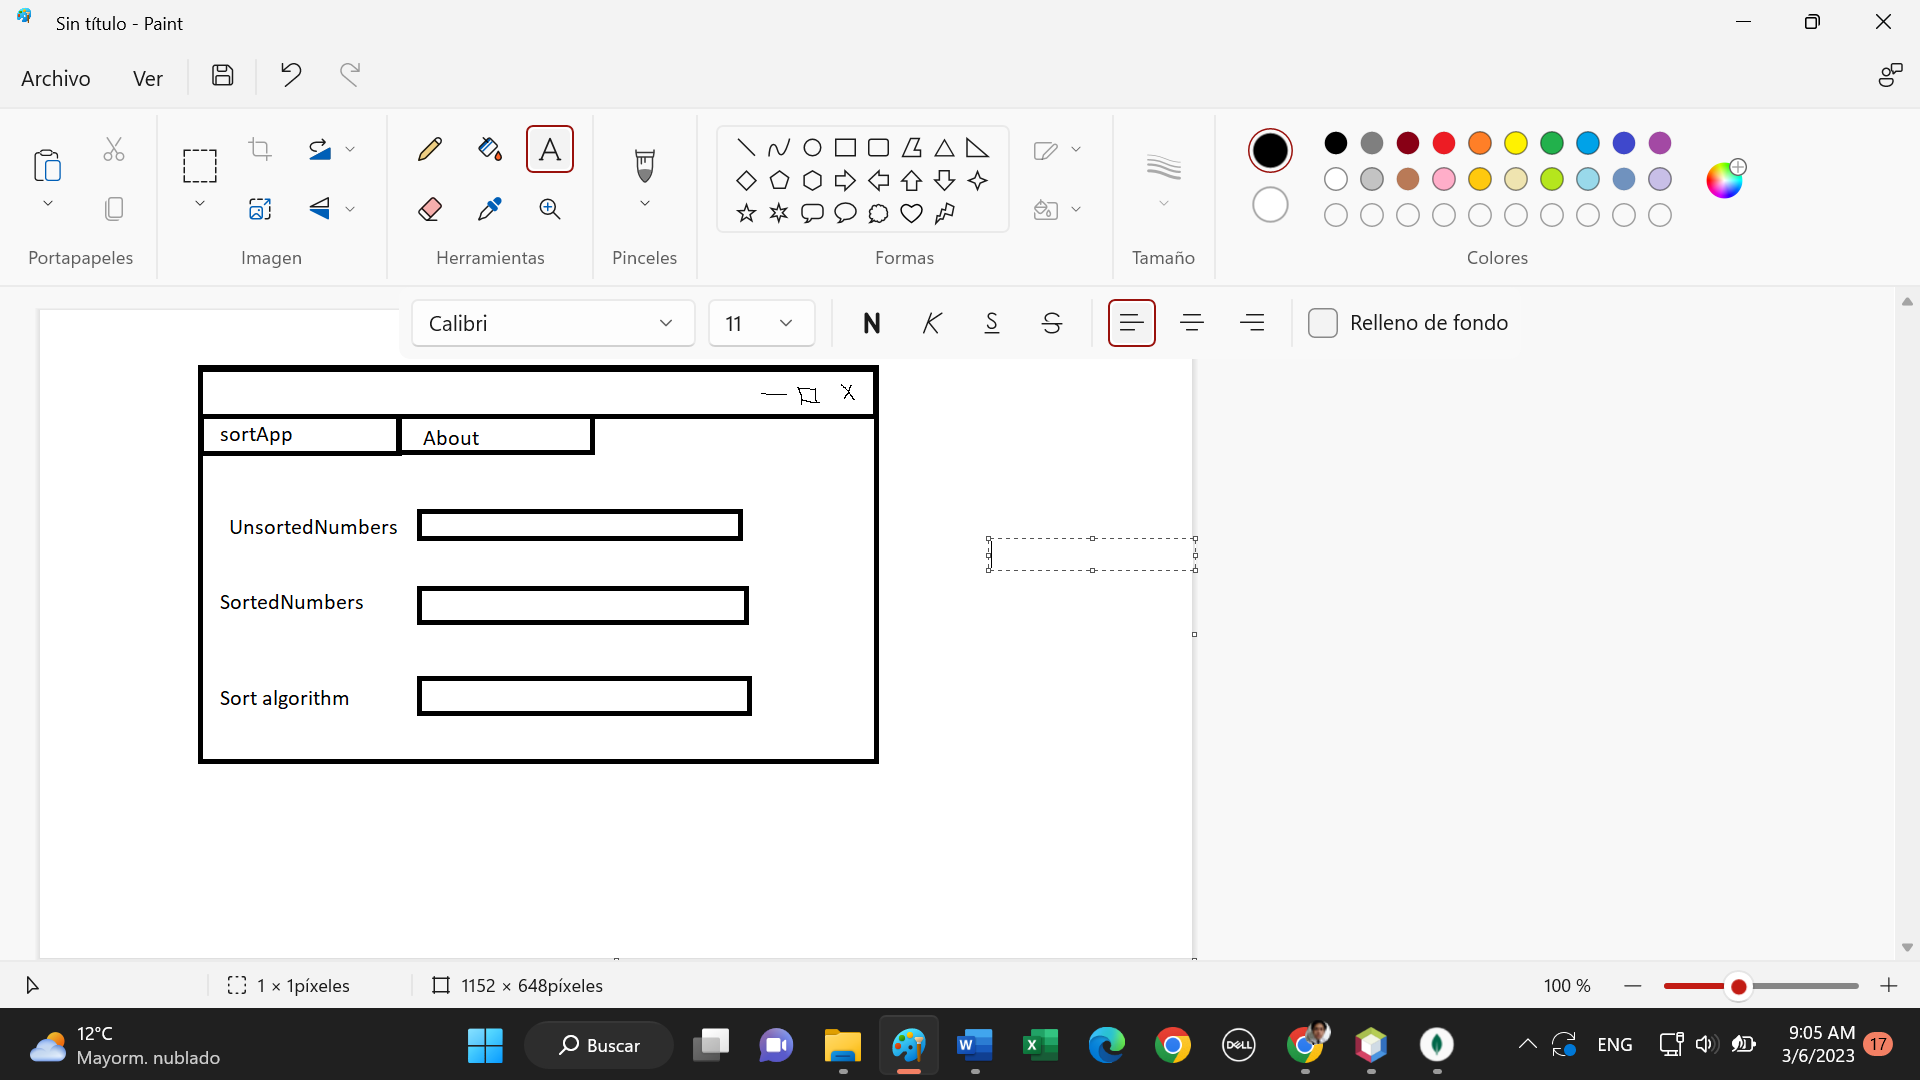 Sin título - Paint
Archivo Ver
Portapapeles Imagen Herramientas Pinceles Formas Tamaño Colores
Calibri 11 N K S S Relleno de fondo
sortApp About
UnsortedNumbers
SortedNumbers
Sort algorithm
1 × 1píxeles 1152 × 648píxeles 100 %
12°C
Mayorm. nublado
Buscar
DELL
ENG
9:05 AM
3/6/2023
17